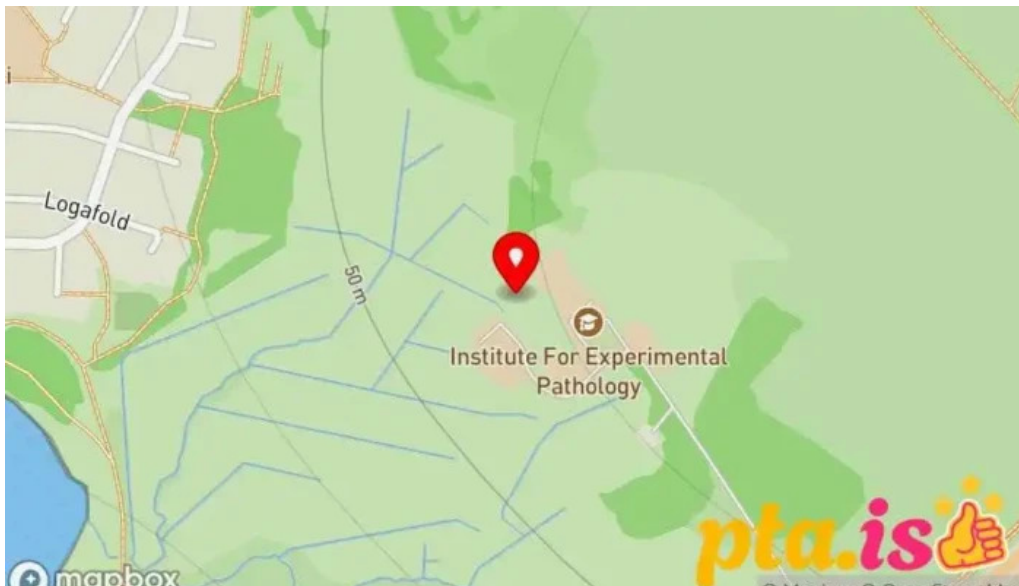 i
Logafold
50 m
Institute For Experimental
Pathology
pta.is
mapbox